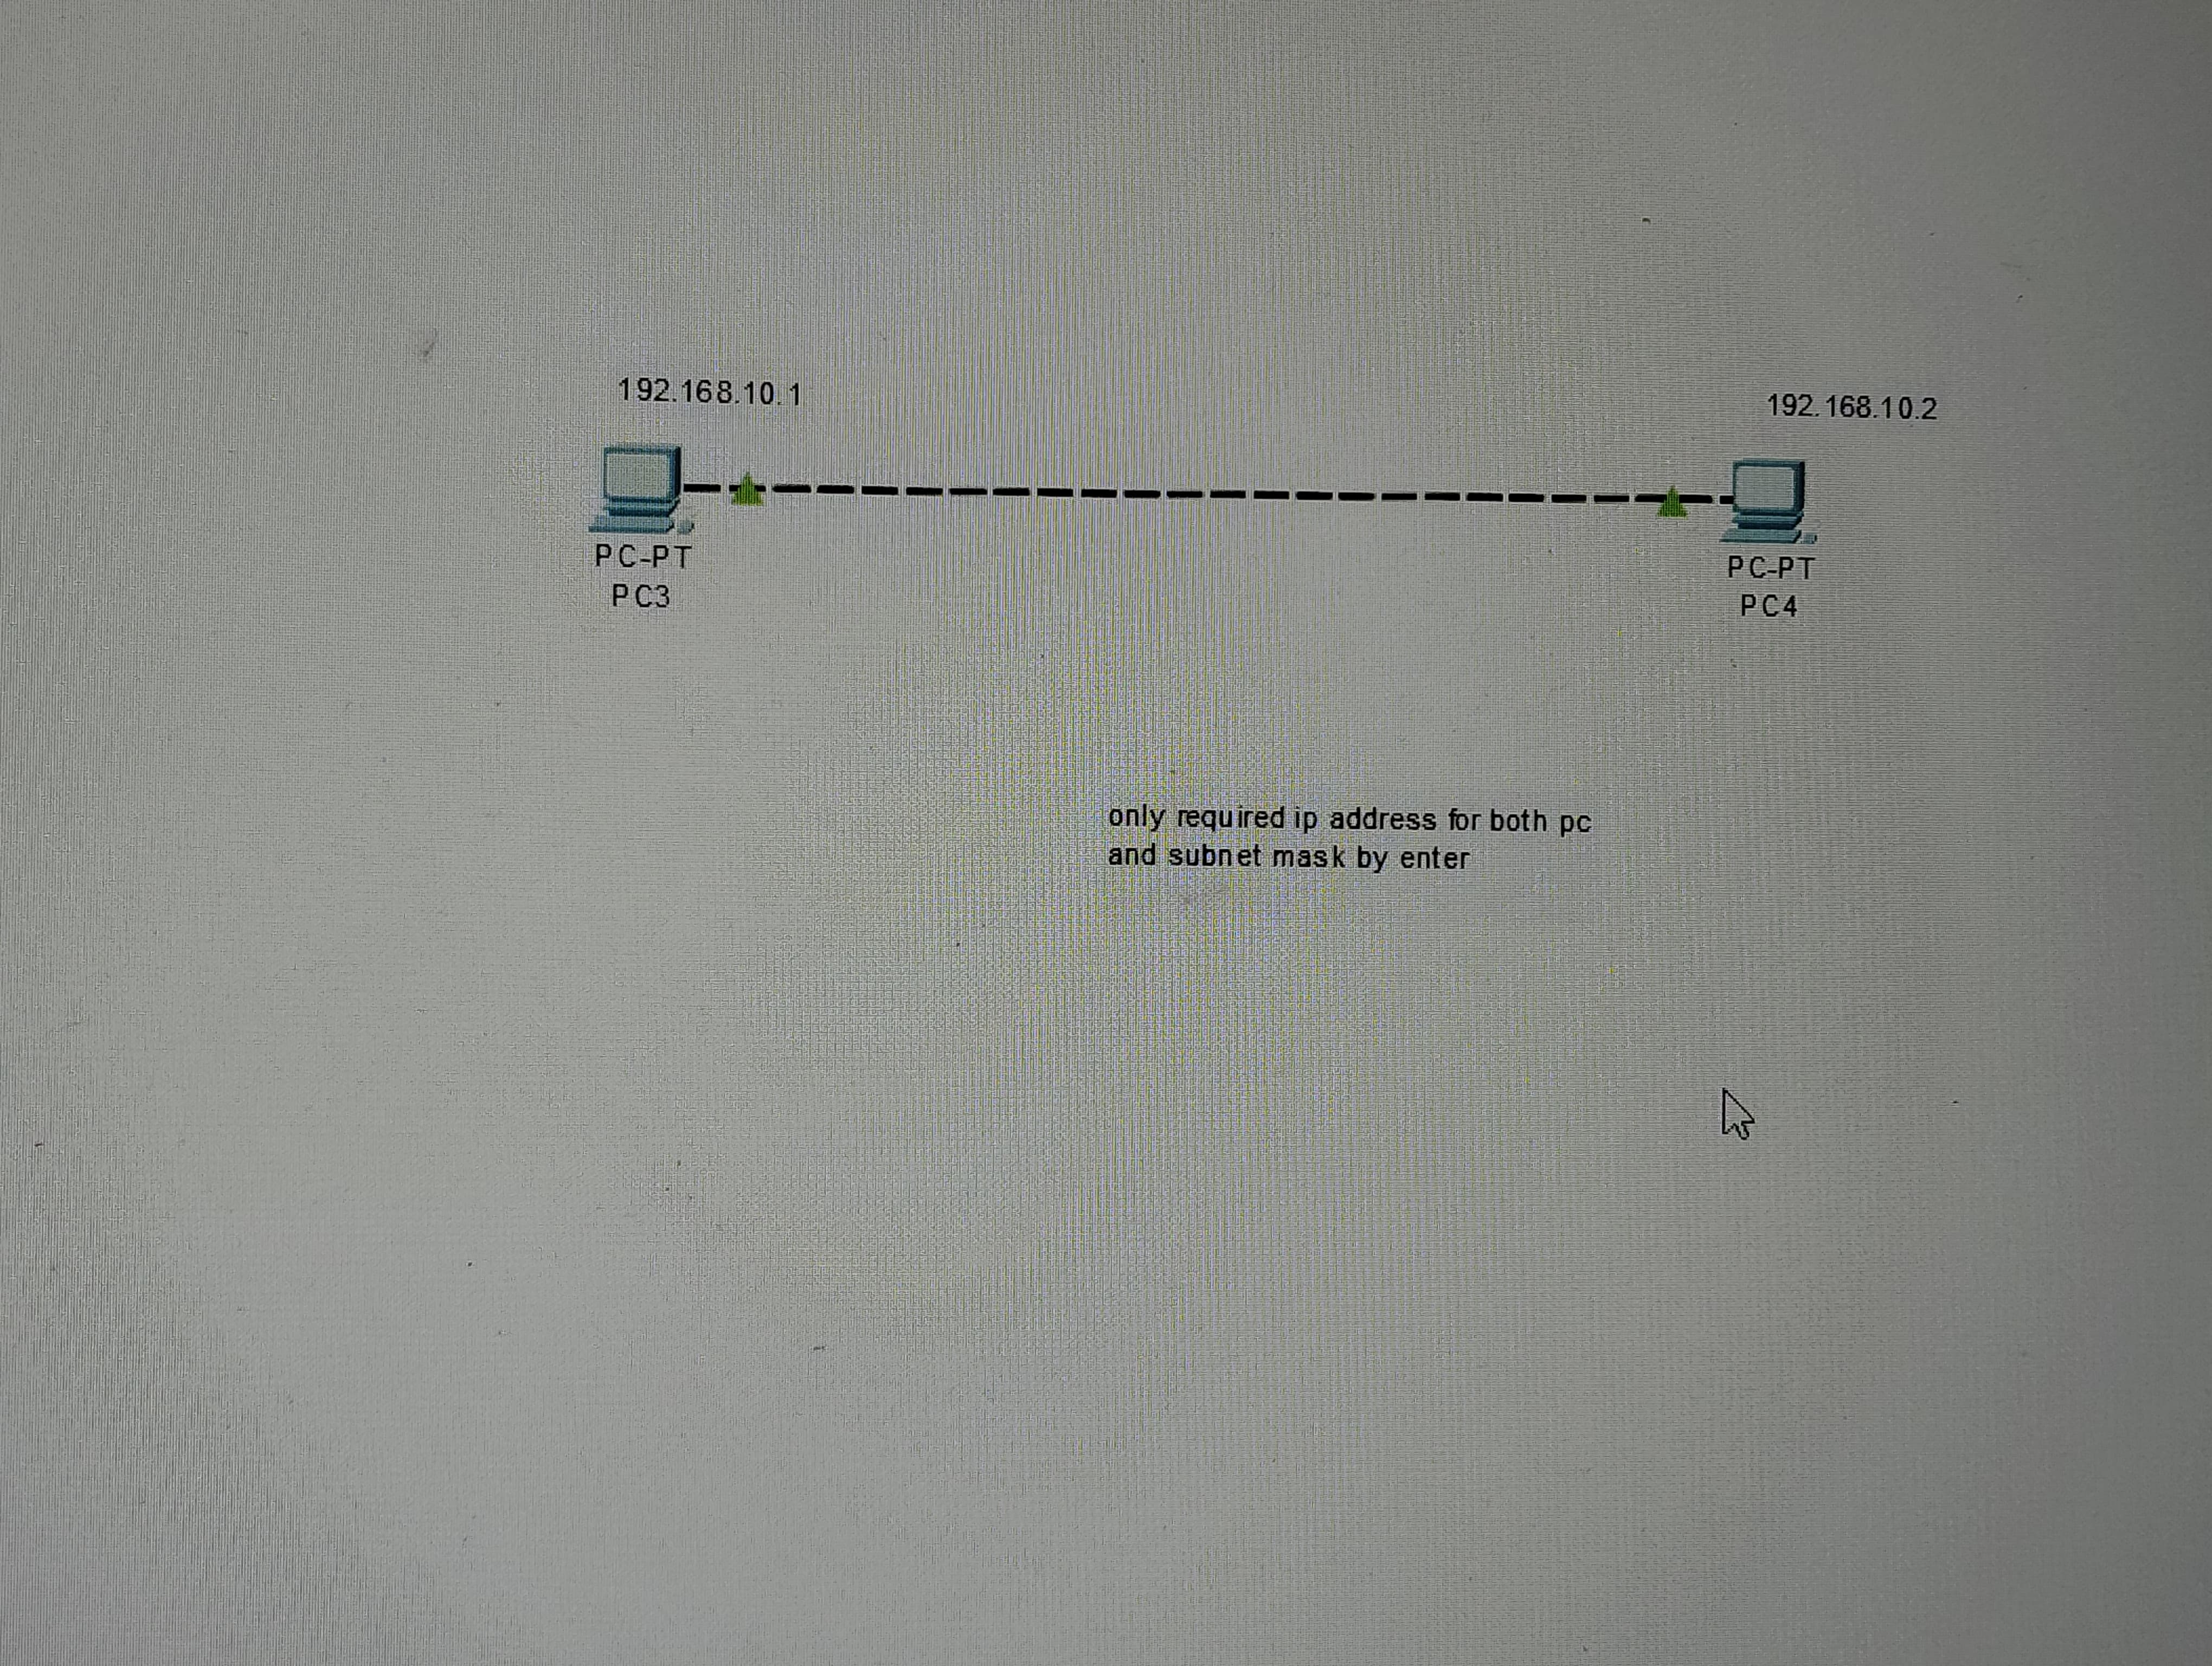 192.168.10.1
192.168.10.2
PC-PT
PC3
PC-PT
PC4
only required ip address for both pc
and subnet mask by enter